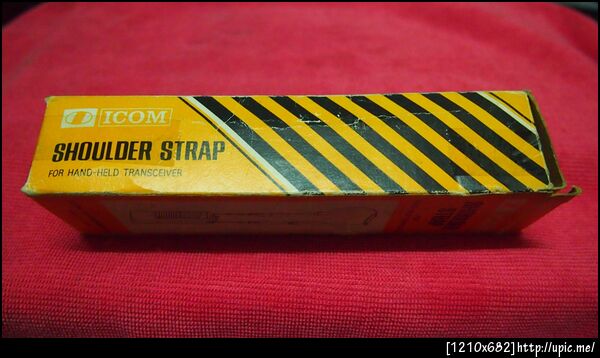 ICOM
SHOULDER STRAP
FOR HAND-HELD TRANSCEIVER
[1210x682]http://upic.me/